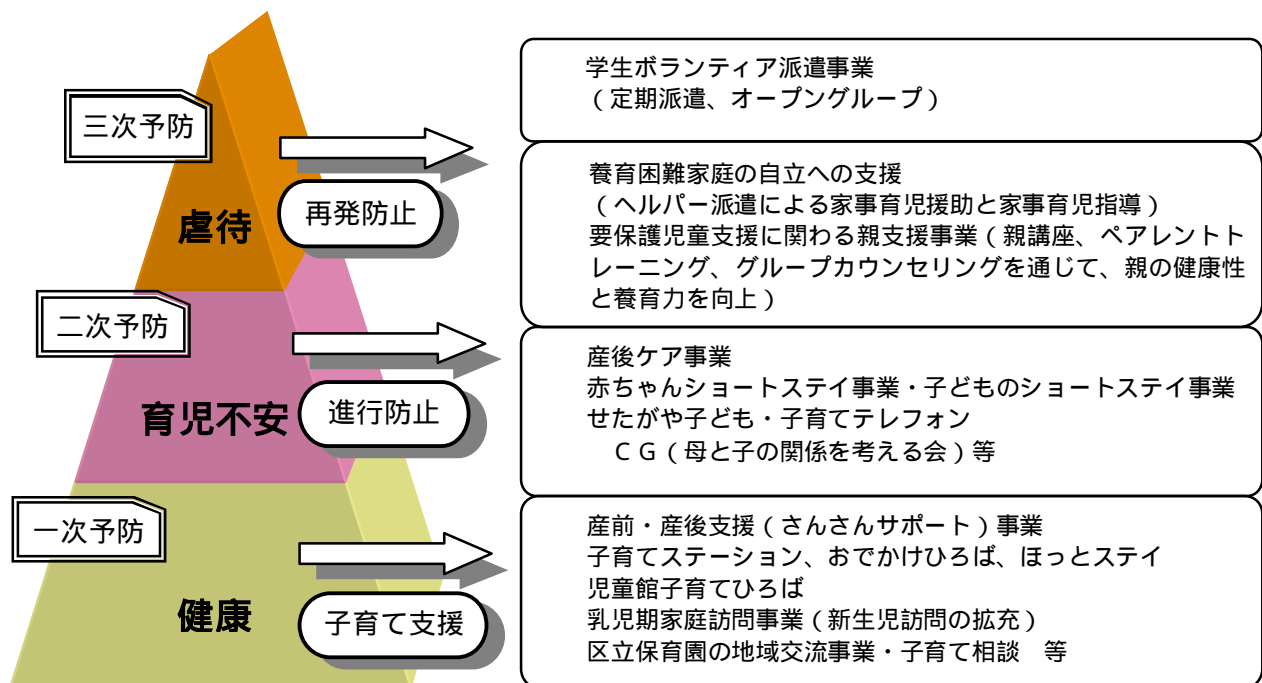 三次予防
虐待
再発防止
学生ボランティア派遣事業
(定期派遣、オープングループ)
養育困難家庭の自立への支援
(ヘルパー派遣による家事育児援助と家事育児指導)
要保護児童支援に関わる親支援事業(親講座、ペアレントト
レーニング、グループカウンセリングを通じて、親の健康性
と養育力を向上)
二次予防
育児不安
進行防止
産後ケア事業
赤ちゃんショートステイ事業・子どものショートステイ事業
せたがや子ども・子育てテレフォン
CG(母と子の関係を考える会)等
一次予防
健康
子育て支援
産前・産後支援(さんさんサポート)事業
子育てステーション、おでかけひろば、ほっとステイ
児童館子育てひろば
乳児期家庭訪問事業(新生児訪問の拡充)
区立保育園の地域交流事業・子育て相談 等